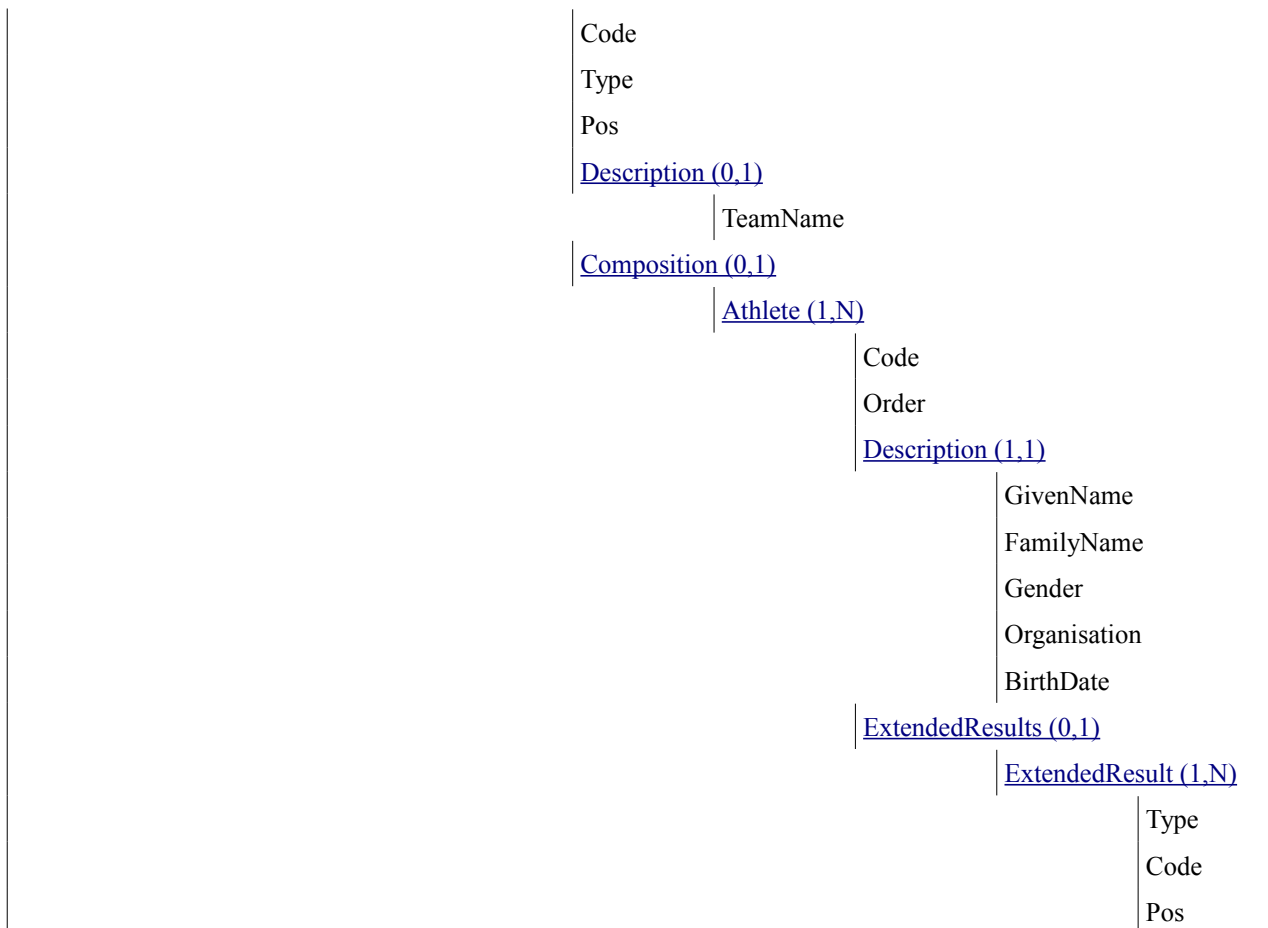 Code
Type
Pos
Description (0,1)
TeamName
Composition (0,1)
Athlete (1,N)
Code
Order
Description (1,1)
GivenName
FamilyName
Gender
Organisation
BirthDate
ExtendedResults (0,1)
ExtendedResult (1,N)
Type
Code
Pos